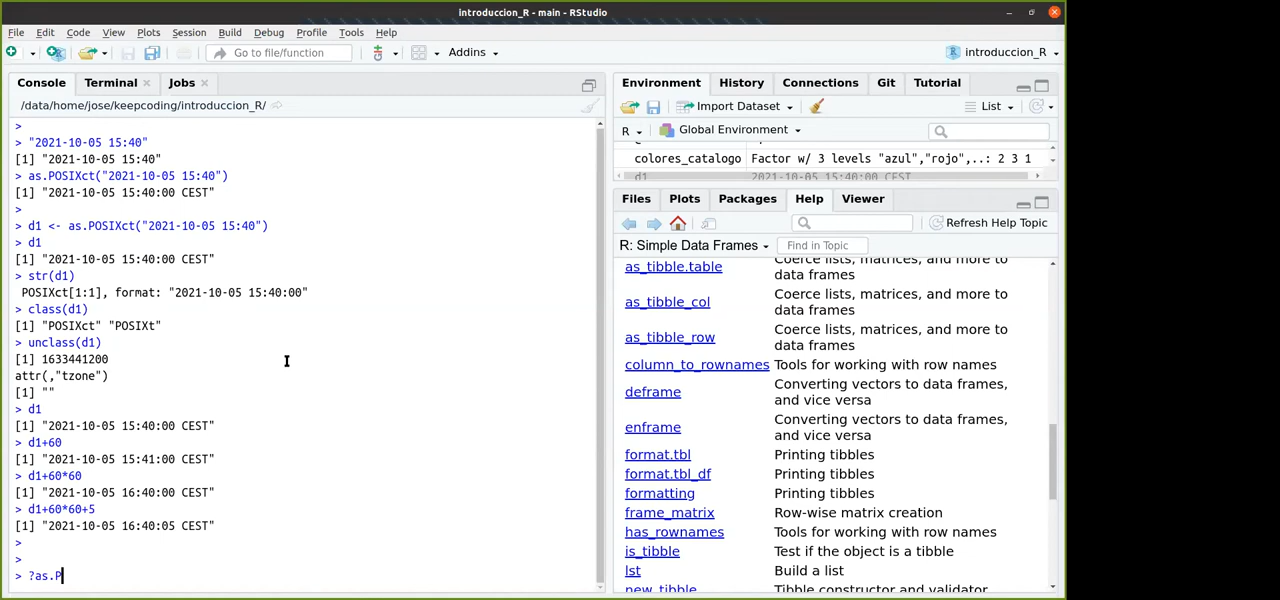 introduccion_R - main - RStudio
File Edit Code View Plots Session Build Debug Profile Tools Help
Go to file/function Addins introduccion_R
Console Terminal Jobs
/data/home/jose/keepcoding/introduccion_R/
>
> "2021-10-05 15:40"
[1] "2021-10-05 15:40"
> as.POSIXct("2021-10-05 15:40")
[1] "2021-10-05 15:40:00 CEST"
>
> d1 <- as.POSIXct("2021-10-05 15:40")
> d1
[1] "2021-10-05 15:40:00 CEST"
> str(d1)
POSIXct[1:1], format: "2021-10-05 15:40:00"
> class(d1)
[1] "POSIXct" "POSIXt"
> unclass(d1)
[1] 1633441200
attr(,"tzone")
[1] ""
> d1
[1] "2021-10-05 15:40:00 CEST"
> d1+60
[1] "2021-10-05 15:41:00 CEST"
> d1+60*60
[1] "2021-10-05 16:40:00 CEST"
> d1+60*60+5
[1] "2021-10-05 16:40:05 CEST"
>
>
> ?as.P
Environment History Connections Git Tutorial
Import Dataset List
R Global Environment
colores_catalogo Factor w/ 3 levels "azul","rojo",..: 2 3 1
d1 2021-10-05 15:40:00 CEST
Files Plots Packages Help Viewer
Refresh Help Topic
R: Simple Data Frames Find in Topic
as_tibble.table Coerce lists, matrices, and more to
data frames
as_tibble_col Coerce lists, matrices, and more to
data frames
as_tibble_row Coerce lists, matrices, and more to
data frames
column_to_rownames Tools for working with row names
deframe Converting vectors to data frames,
and vice versa
enframe Converting vectors to data frames,
and vice versa
format.tbl Printing tibbles
format.tbl_df Printing tibbles
formatting Printing tibbles
frame_matrix Row-wise matrix creation
has_rownames Tools for working with row names
is_tibble Test if the object is a tibble
lst Build a list
new_tibble Tibble constructor and validator